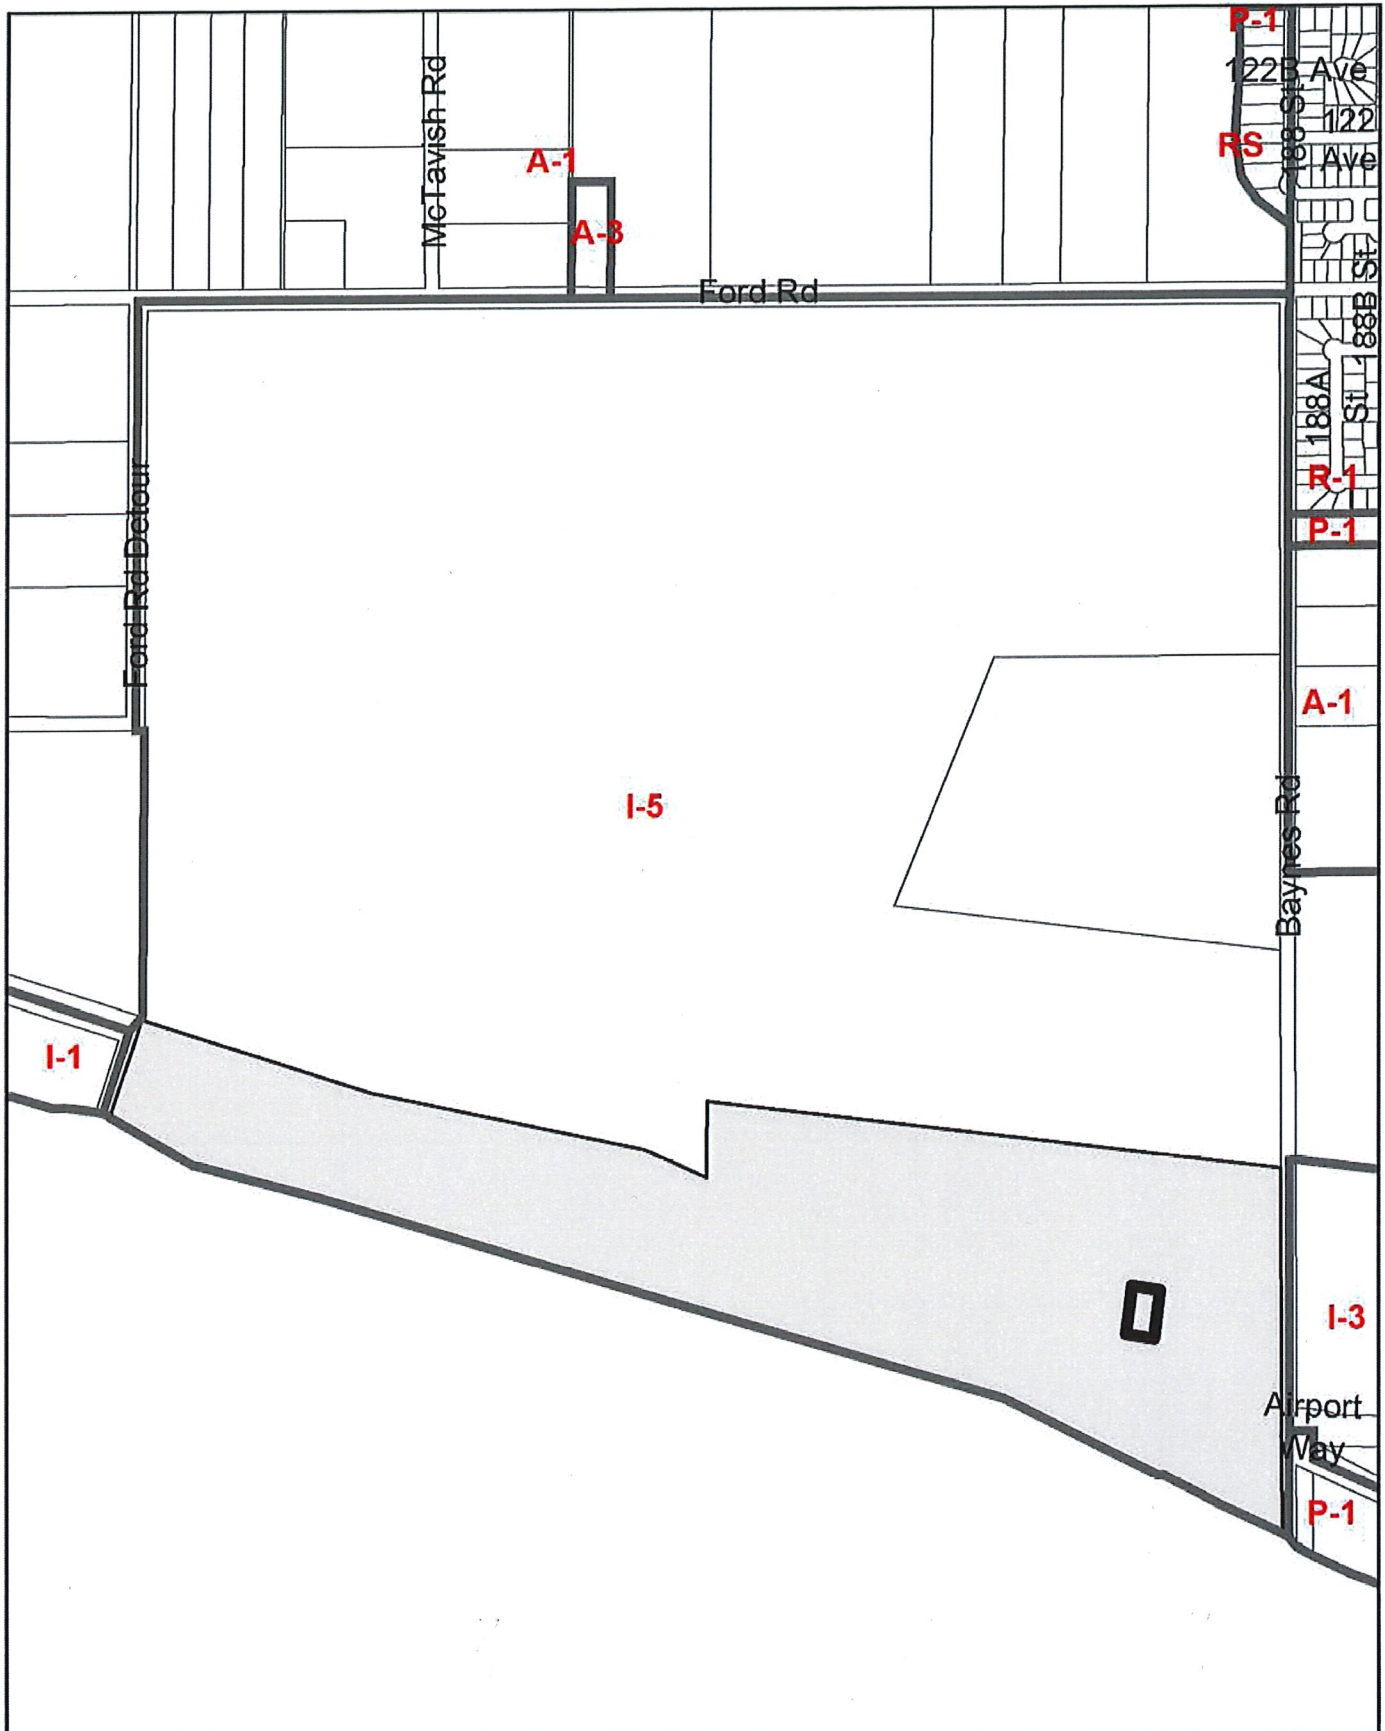 P-1
122B Ave
188 St
122
Ave
RS
McTavish Rd
A-1
A-3
Ford Rd
188B St
188A
St
R-1
P-1
Ford Rd Detour
A-1
I-5
Baynes Rd
I-1
I-3
Airport
Way
P-1